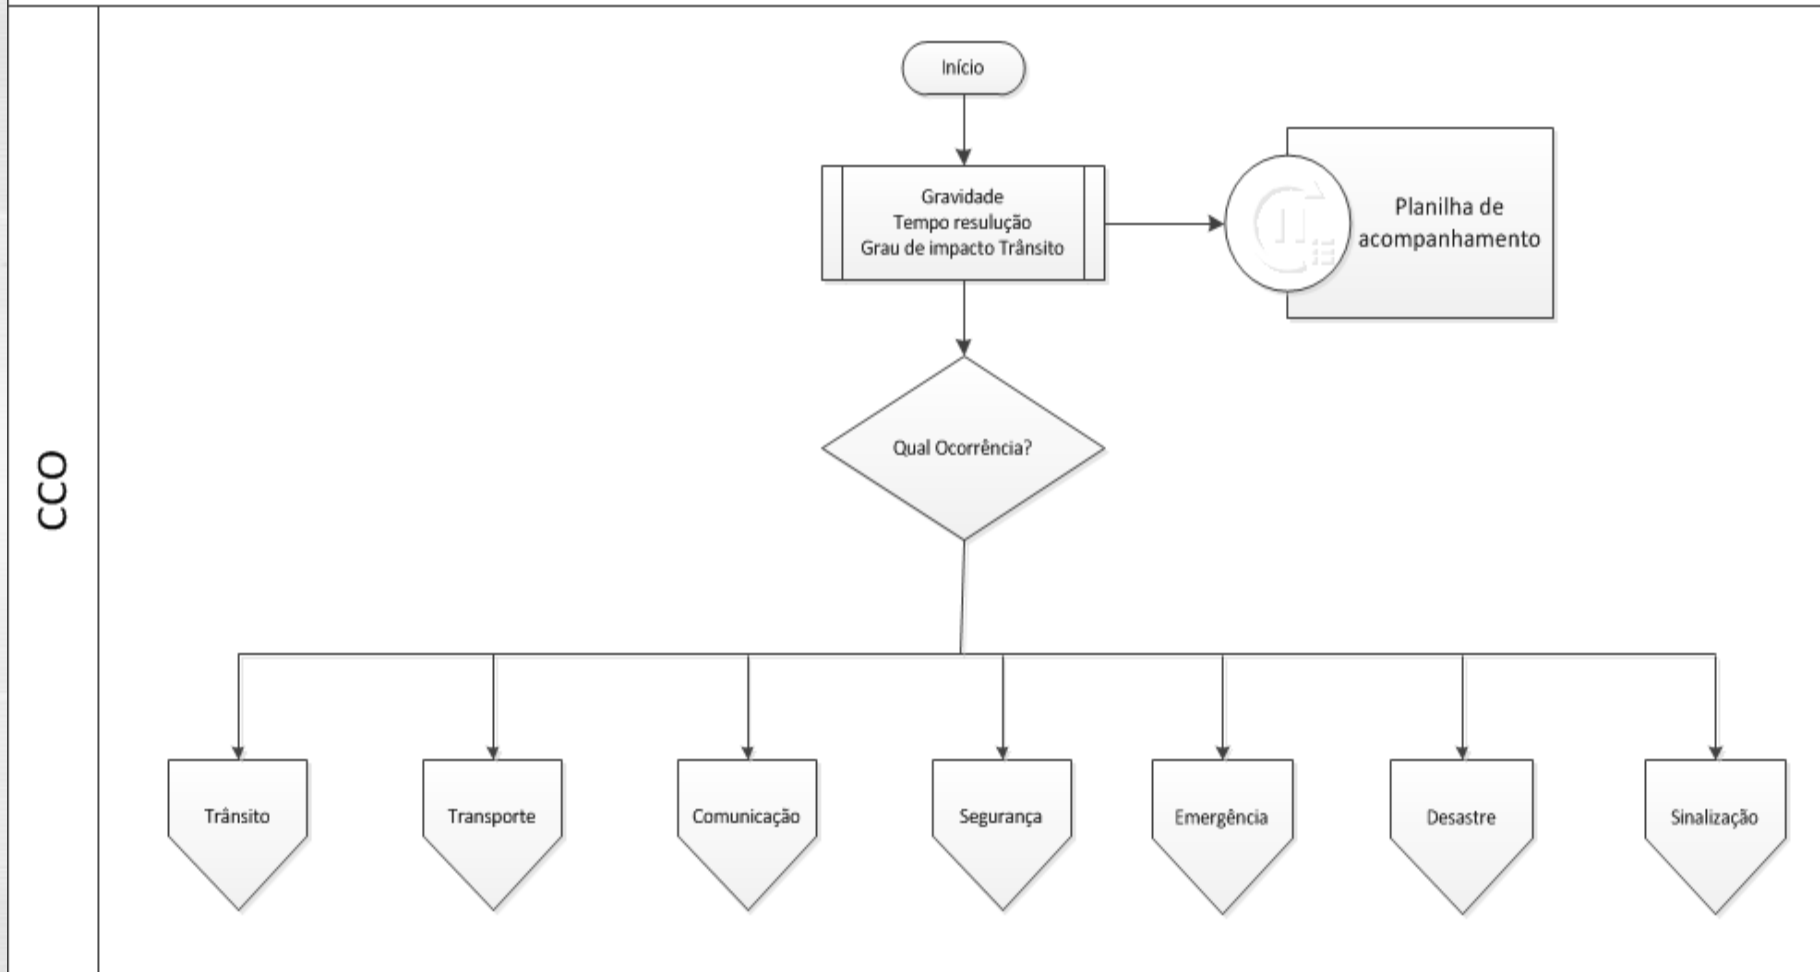 CCO
Início
Gravidade
Tempo resulução
Grau de impacto Trânsito
Planilha de
acompanhamento
Qual Ocorrência?
Trânsito
Transporte
Comunicação
Segurança
Emergência
Desastre
Sinalização